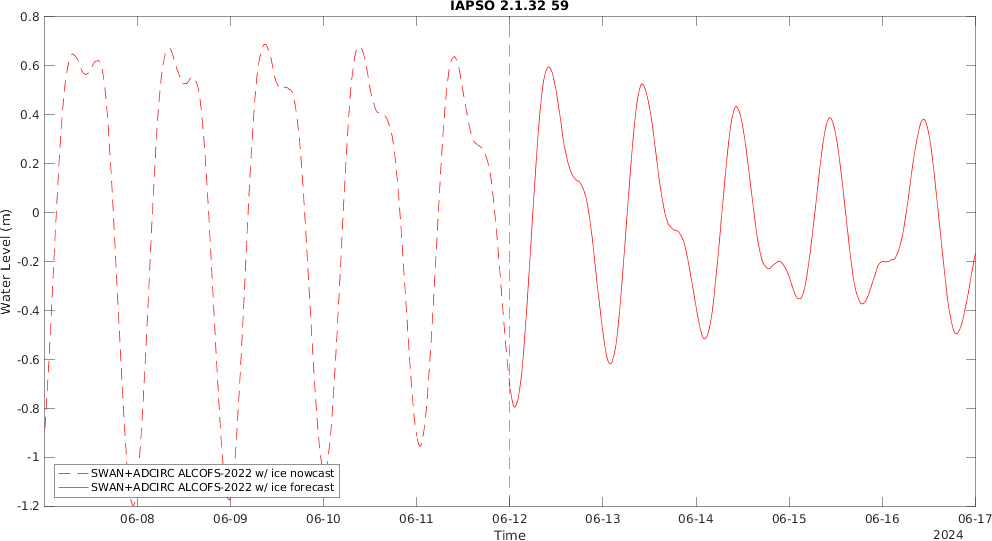 IAPSO 2.1.32 59
Water Level (m)
0.8
0.6
0.4
0.2
0
-0.2
-0.4
-0.6
-0.8
-1
-1.2
SWAN+ADCIRC ALCOFS-2022 w/ ice nowcast
SWAN+ADCIRC ALCOFS-2022 w/ ice forecast
06-08 06-09 06-10 06-11 06-12 06-13 06-14 06-15 06-16 06-17
Time
2024